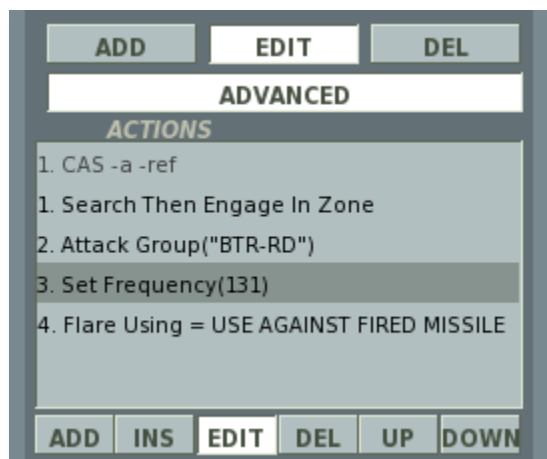 ADD EDIT DEL
ADVANCED
ACTIONS
1. CAS -a -ref
1. Search Then Engage In Zone
2. Attack Group("BTR-RD")
3. Set Frequency(131)
4. Flare Using = USE AGAINST FIRED MISSILE
ADD INS EDIT DEL UP DOWN